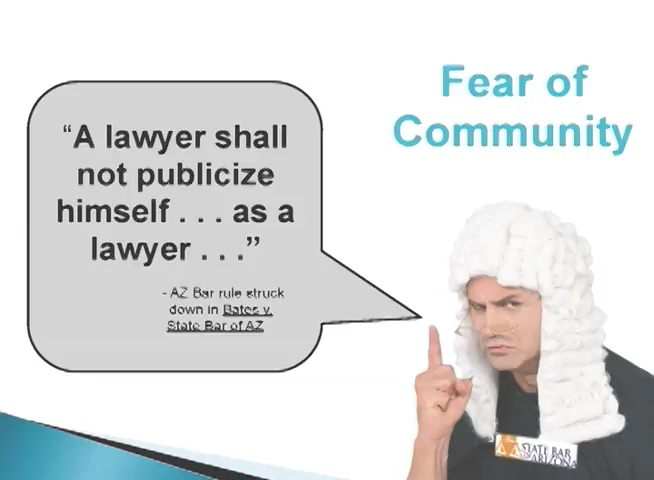 Fear of
Community
“A lawyer shall
not publicize
himself . . . as a
lawyer . . .”
- AZ Bar rule struck
down in Bates v.
State Bar of AZ
STATE BAR
OF ARIZONA